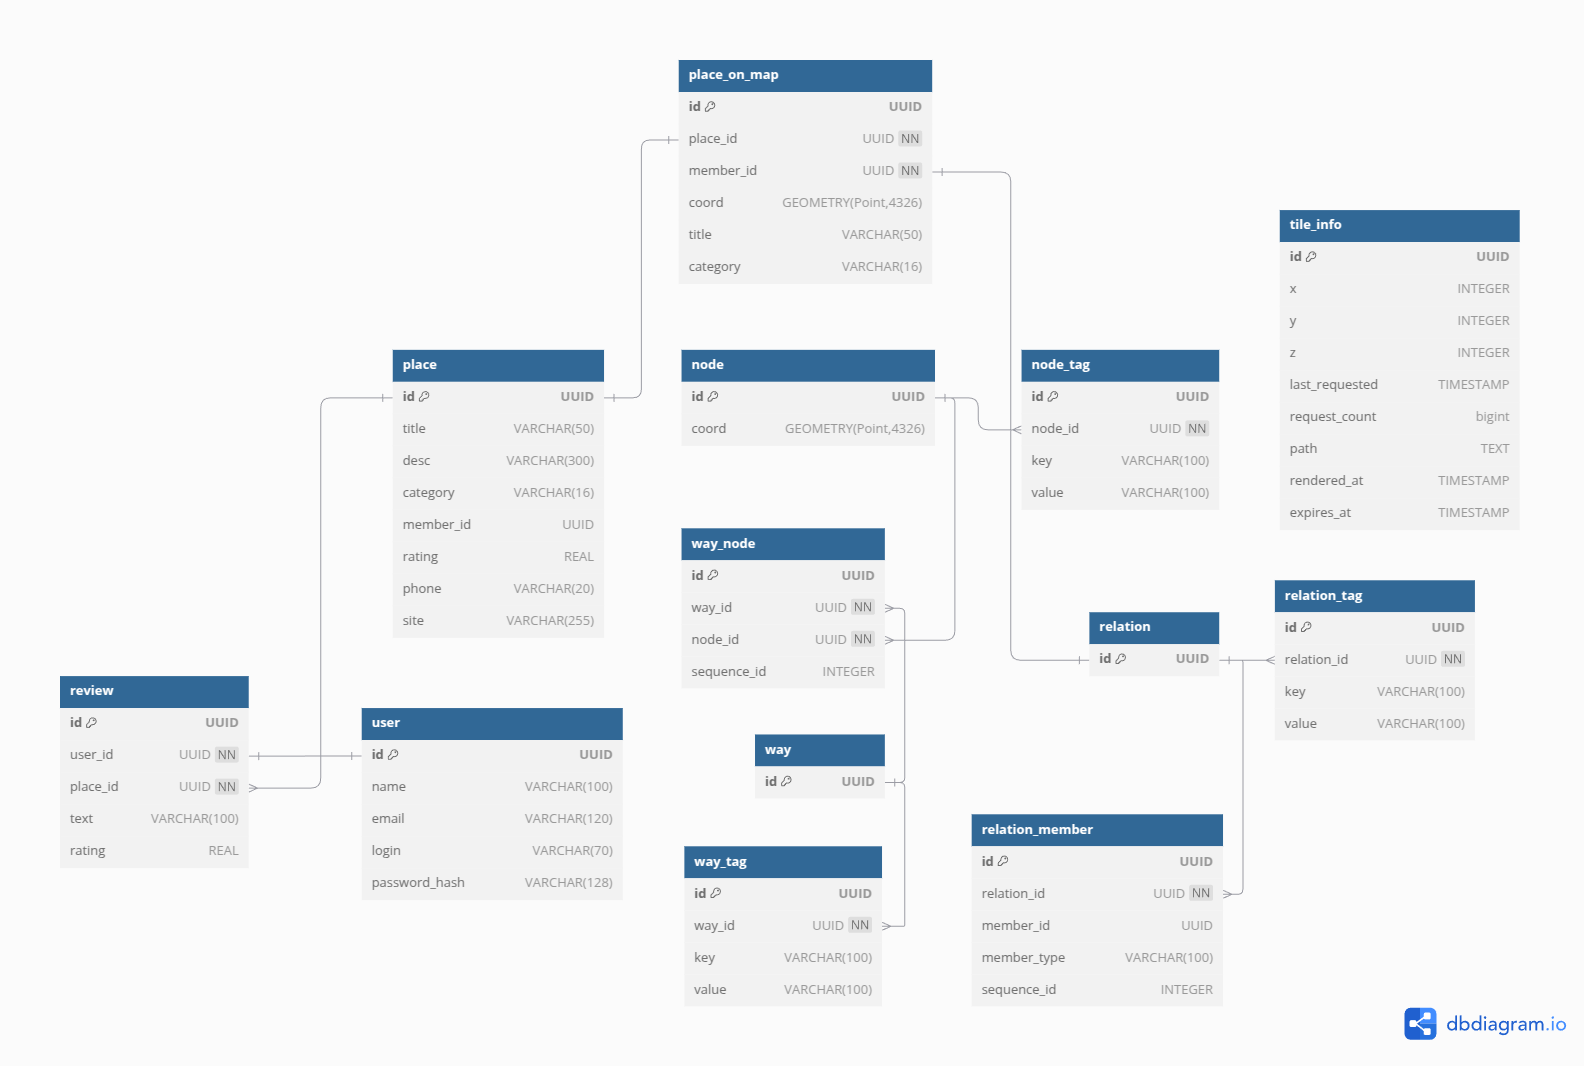 place_on_map
id UUID
place_id UUID NN
member_id UUID NN
coord GEOMETRY(Point,4326)
title VARCHAR(50)
category VARCHAR(16)
tile_info
id UUID
x INTEGER
y INTEGER
z INTEGER
last_requested TIMESTAMP
request_count bigint
path TEXT
rendered_at TIMESTAMP
expires_at TIMESTAMP
place
id UUID
title VARCHAR(50)
desc VARCHAR(300)
category VARCHAR(16)
member_id UUID
rating REAL
phone VARCHAR(20)
site VARCHAR(255)
node
id UUID
coord GEOMETRY(Point,4326)
node_tag
id UUID
node_id UUID NN
key VARCHAR(100)
value VARCHAR(100)
way_node
id UUID
way_id UUID NN
node_id UUID NN
sequence_id INTEGER
relation
id UUID
relation_tag
id UUID
relation_id UUID NN
key VARCHAR(100)
value VARCHAR(100)
review
id UUID
user_id UUID NN
place_id UUID NN
text VARCHAR(100)
rating REAL
user
id UUID
name VARCHAR(100)
email VARCHAR(120)
login VARCHAR(70)
password_hash VARCHAR(128)
way
id UUID
way_tag
id UUID
way_id UUID NN
key VARCHAR(100)
value VARCHAR(100)
relation_member
id UUID
relation_id UUID NN
member_id UUID
member_type VARCHAR(100)
sequence_id INTEGER
dbdiagram.io